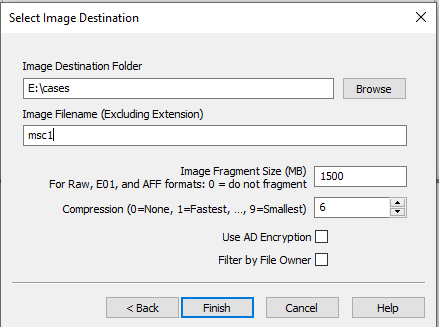 Select Image Destination
Image Destination Folder
E:\cases
Browse
Image Filename (Excluding Extension)
msc1
Image Fragment Size (MB)
For Raw, E01, and AFF formats: 0 = do not fragment
1500
Compression (0=None, 1=Fastest, ..., 9=Smallest)
6
Use AD Encryption
Filter by File Owner
< Back
Finish
Cancel
Help